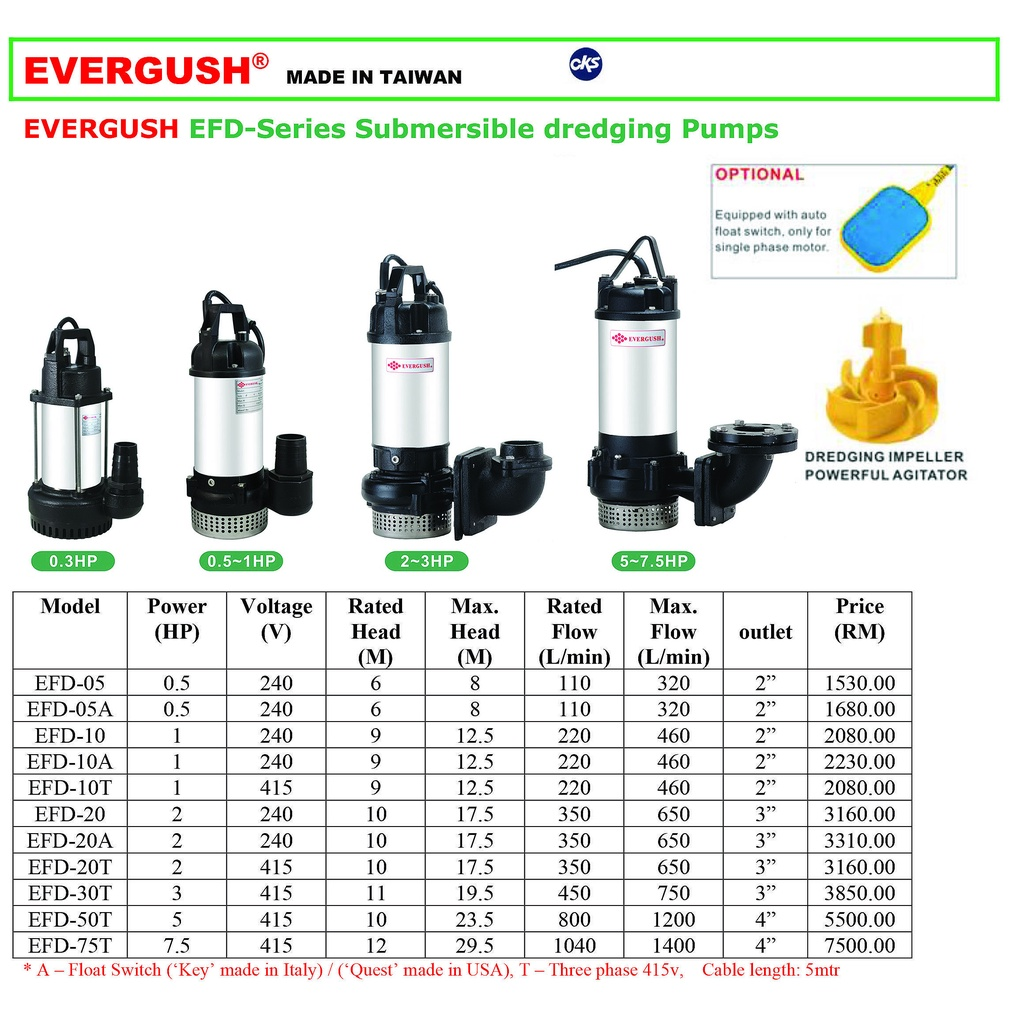 EVERGUSH® MADE IN TAIWAN
CKS
EVERGUSH EFD-Series Submersible dredging Pumps
OPTIONAL
Equipped with auto
float switch, only for
single phase motor.
EVERGUSH
EVERGUSH®
EVERGUSH®
DREDGING IMPELLER
POWERFUL AGITATOR
0.3HP
0.5~1HP
2~3HP
5~7.5HP
Model Power (HP) Voltage (V) Rated Head (M) Max. Head (M) Rated Flow (L/min) Max. Flow (L/min) outlet Price (RM)
EFD-05 0.5 240 6 8 110 320 2” 1530.00
EFD-05A 0.5 240 6 8 110 320 2” 1680.00
EFD-10 1 240 9 12.5 220 460 2” 2080.00
EFD-10A 1 240 9 12.5 220 460 2” 2230.00
EFD-10T 1 415 9 12.5 220 460 2” 2080.00
EFD-20 2 240 10 17.5 350 650 3” 3160.00
EFD-20A 2 240 10 17.5 350 650 3” 3310.00
EFD-20T 2 415 10 17.5 350 650 3” 3160.00
EFD-30T 3 415 11 19.5 450 750 3” 3850.00
EFD-50T 5 415 10 23.5 800 1200 4” 5500.00
EFD-75T 7.5 415 12 29.5 1040 1400 4” 7500.00
* A – Float Switch (‘Key’ made in Italy) / (‘Quest’ made in USA), T – Three phase 415v, Cable length: 5mtr